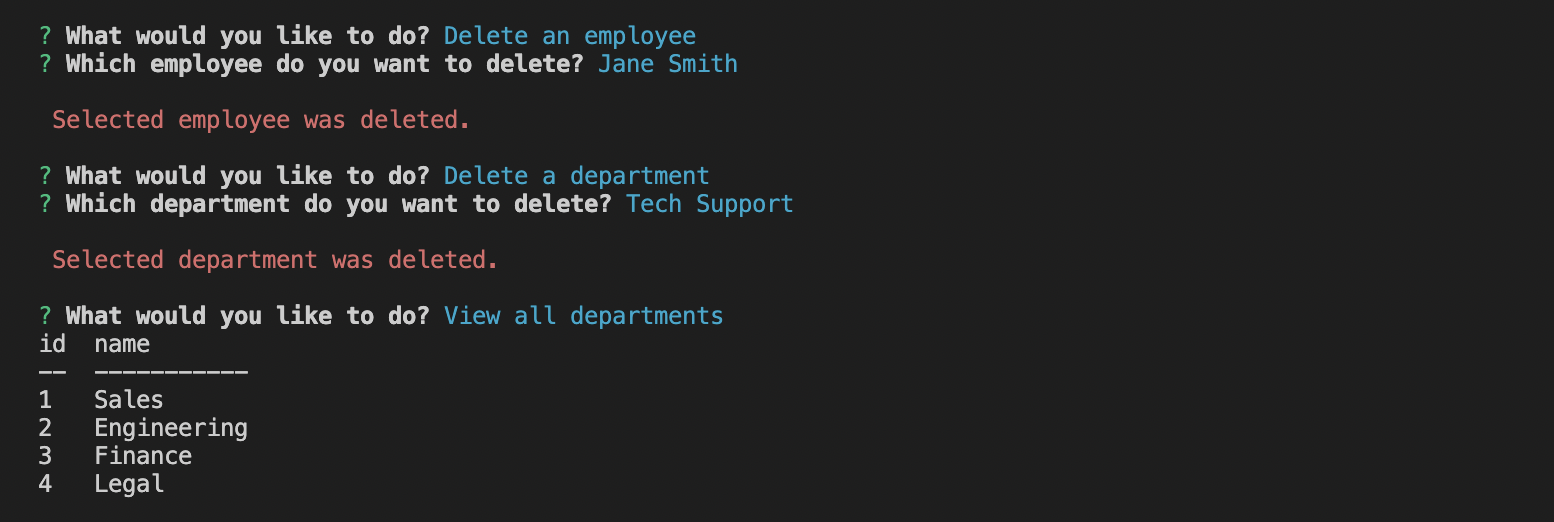 ? What would you like to do? Delete an employee
? Which employee do you want to delete? Jane Smith
Selected employee was deleted.
? What would you like to do? Delete a department
? Which department do you want to delete? Tech Support
Selected department was deleted.
? What would you like to do? View all departments
id  name
--  -----------
1   Sales
2   Engineering
3   Finance
4   Legal